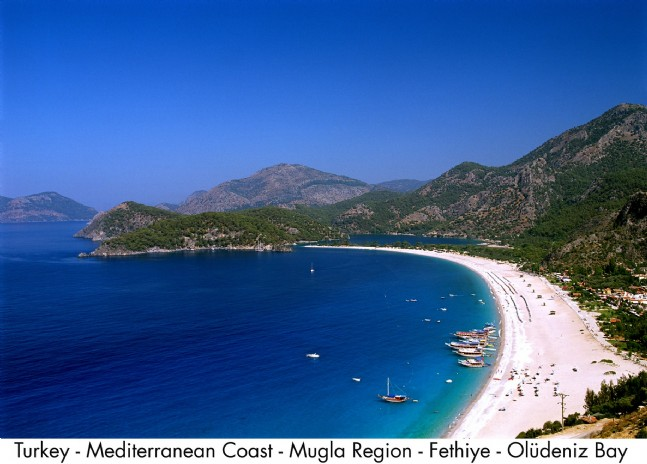 Turkey - Mediterranean Coast - Mugla Region - Fethiye - Olüdeniz Bay